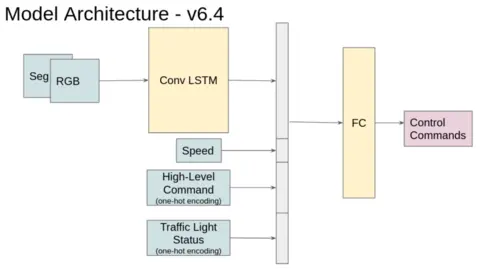 Model Architecture - v6.4
Seg
RGB
Conv LSTM
Speed
High-Level
Command
(one-hot encoding)
Traffic Light
Status
(one-hot encoding)
FC
Control
Commands